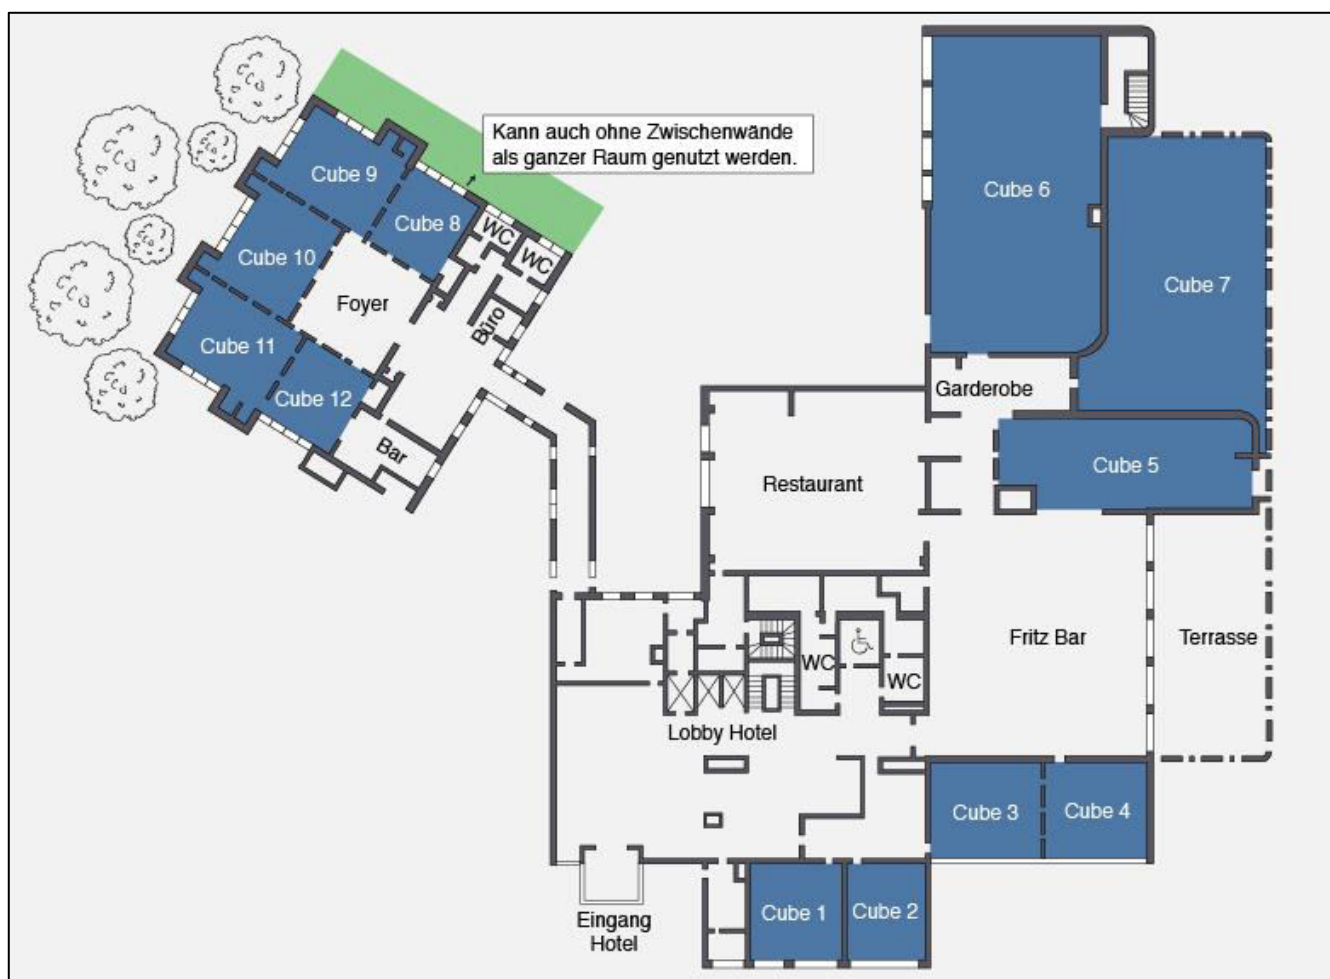 Kann auch ohne Zwischenwände
als ganzer Raum genutzt werden.
Cube 9
Cube 8
WC
WC
Cube 10
Foyer
Büro
Cube 11
Cube 12
Bar
Cube 6
Cube 7
Garderobe
Cube 5
Restaurant
Fritz Bar
Terrasse
WC
WC
Lobby Hotel
Cube 3
Cube 4
Cube 1
Cube 2
Eingang
Hotel